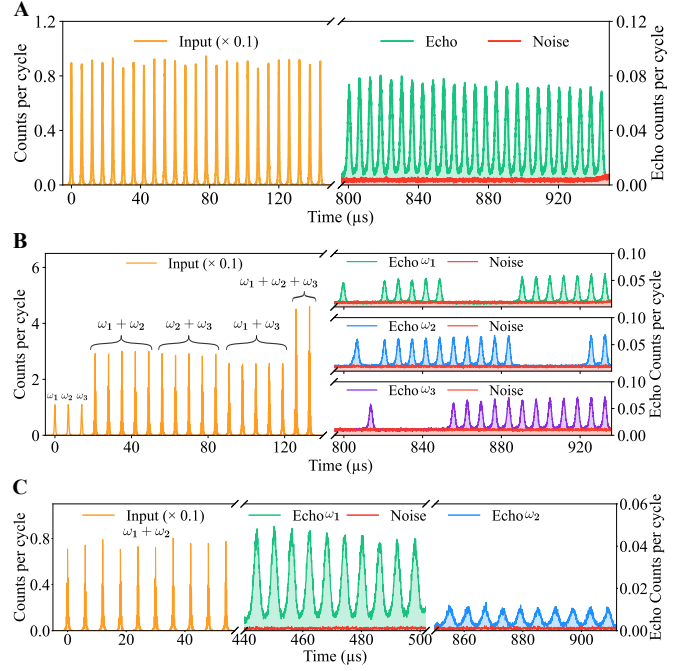 A
Input (× 0.1)
Echo
Noise
Counts per cycle
Echo counts per cycle
1.2
0.8
0.4
0.0
0.12
0.08
0.04
0.00
0 40 80 120 800 840 880 920
Time (µs)
B
Input (× 0.1)
ω1 + ω2 + ω3
ω1 + ω2
ω2 + ω3
ω1 + ω3
ω1 ω2 ω3
Counts per cycle
6
4
2
0
0 40 80 120
Echo ω1
Noise
0.10
0.05
0.00
Echo ω2
Noise
0.10
0.05
0.00
Echo ω3
Noise
0.10
0.05
0.00
Echo Counts per cycle
800 840 880 920
Time (µs)
Time (µs)
C
Input (× 0.1)
ω1 + ω2
Echo ω1
Noise
Echo ω2
Counts per cycle
Echo Counts per cycle
0.8
0.4
0.0
0.06
0.04
0.02
0.00
0 20 40 440 460 480 500 860 880 900
Time (µs)